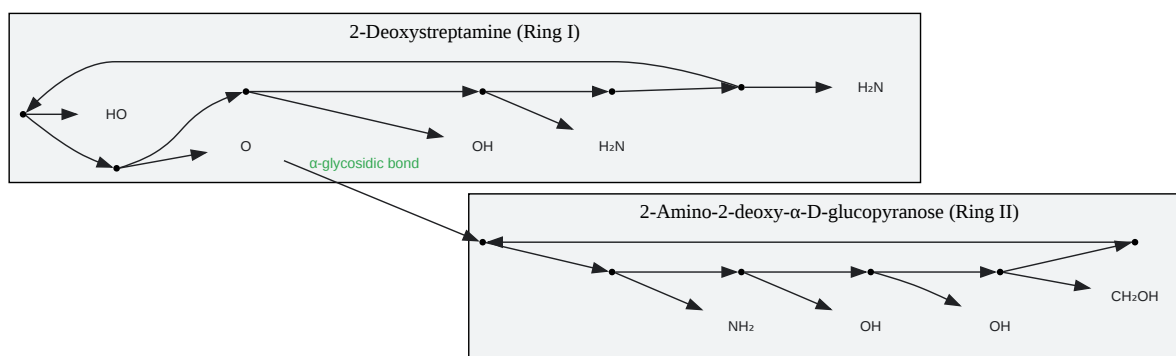 2-Deoxystreptamine (Ring I)
H₂N
HO
O
OH
H₂N
α-glycosidic bond
2-Amino-2-deoxy-α-D-glucopyranose (Ring II)
CH₂OH
NH₂
OH
OH